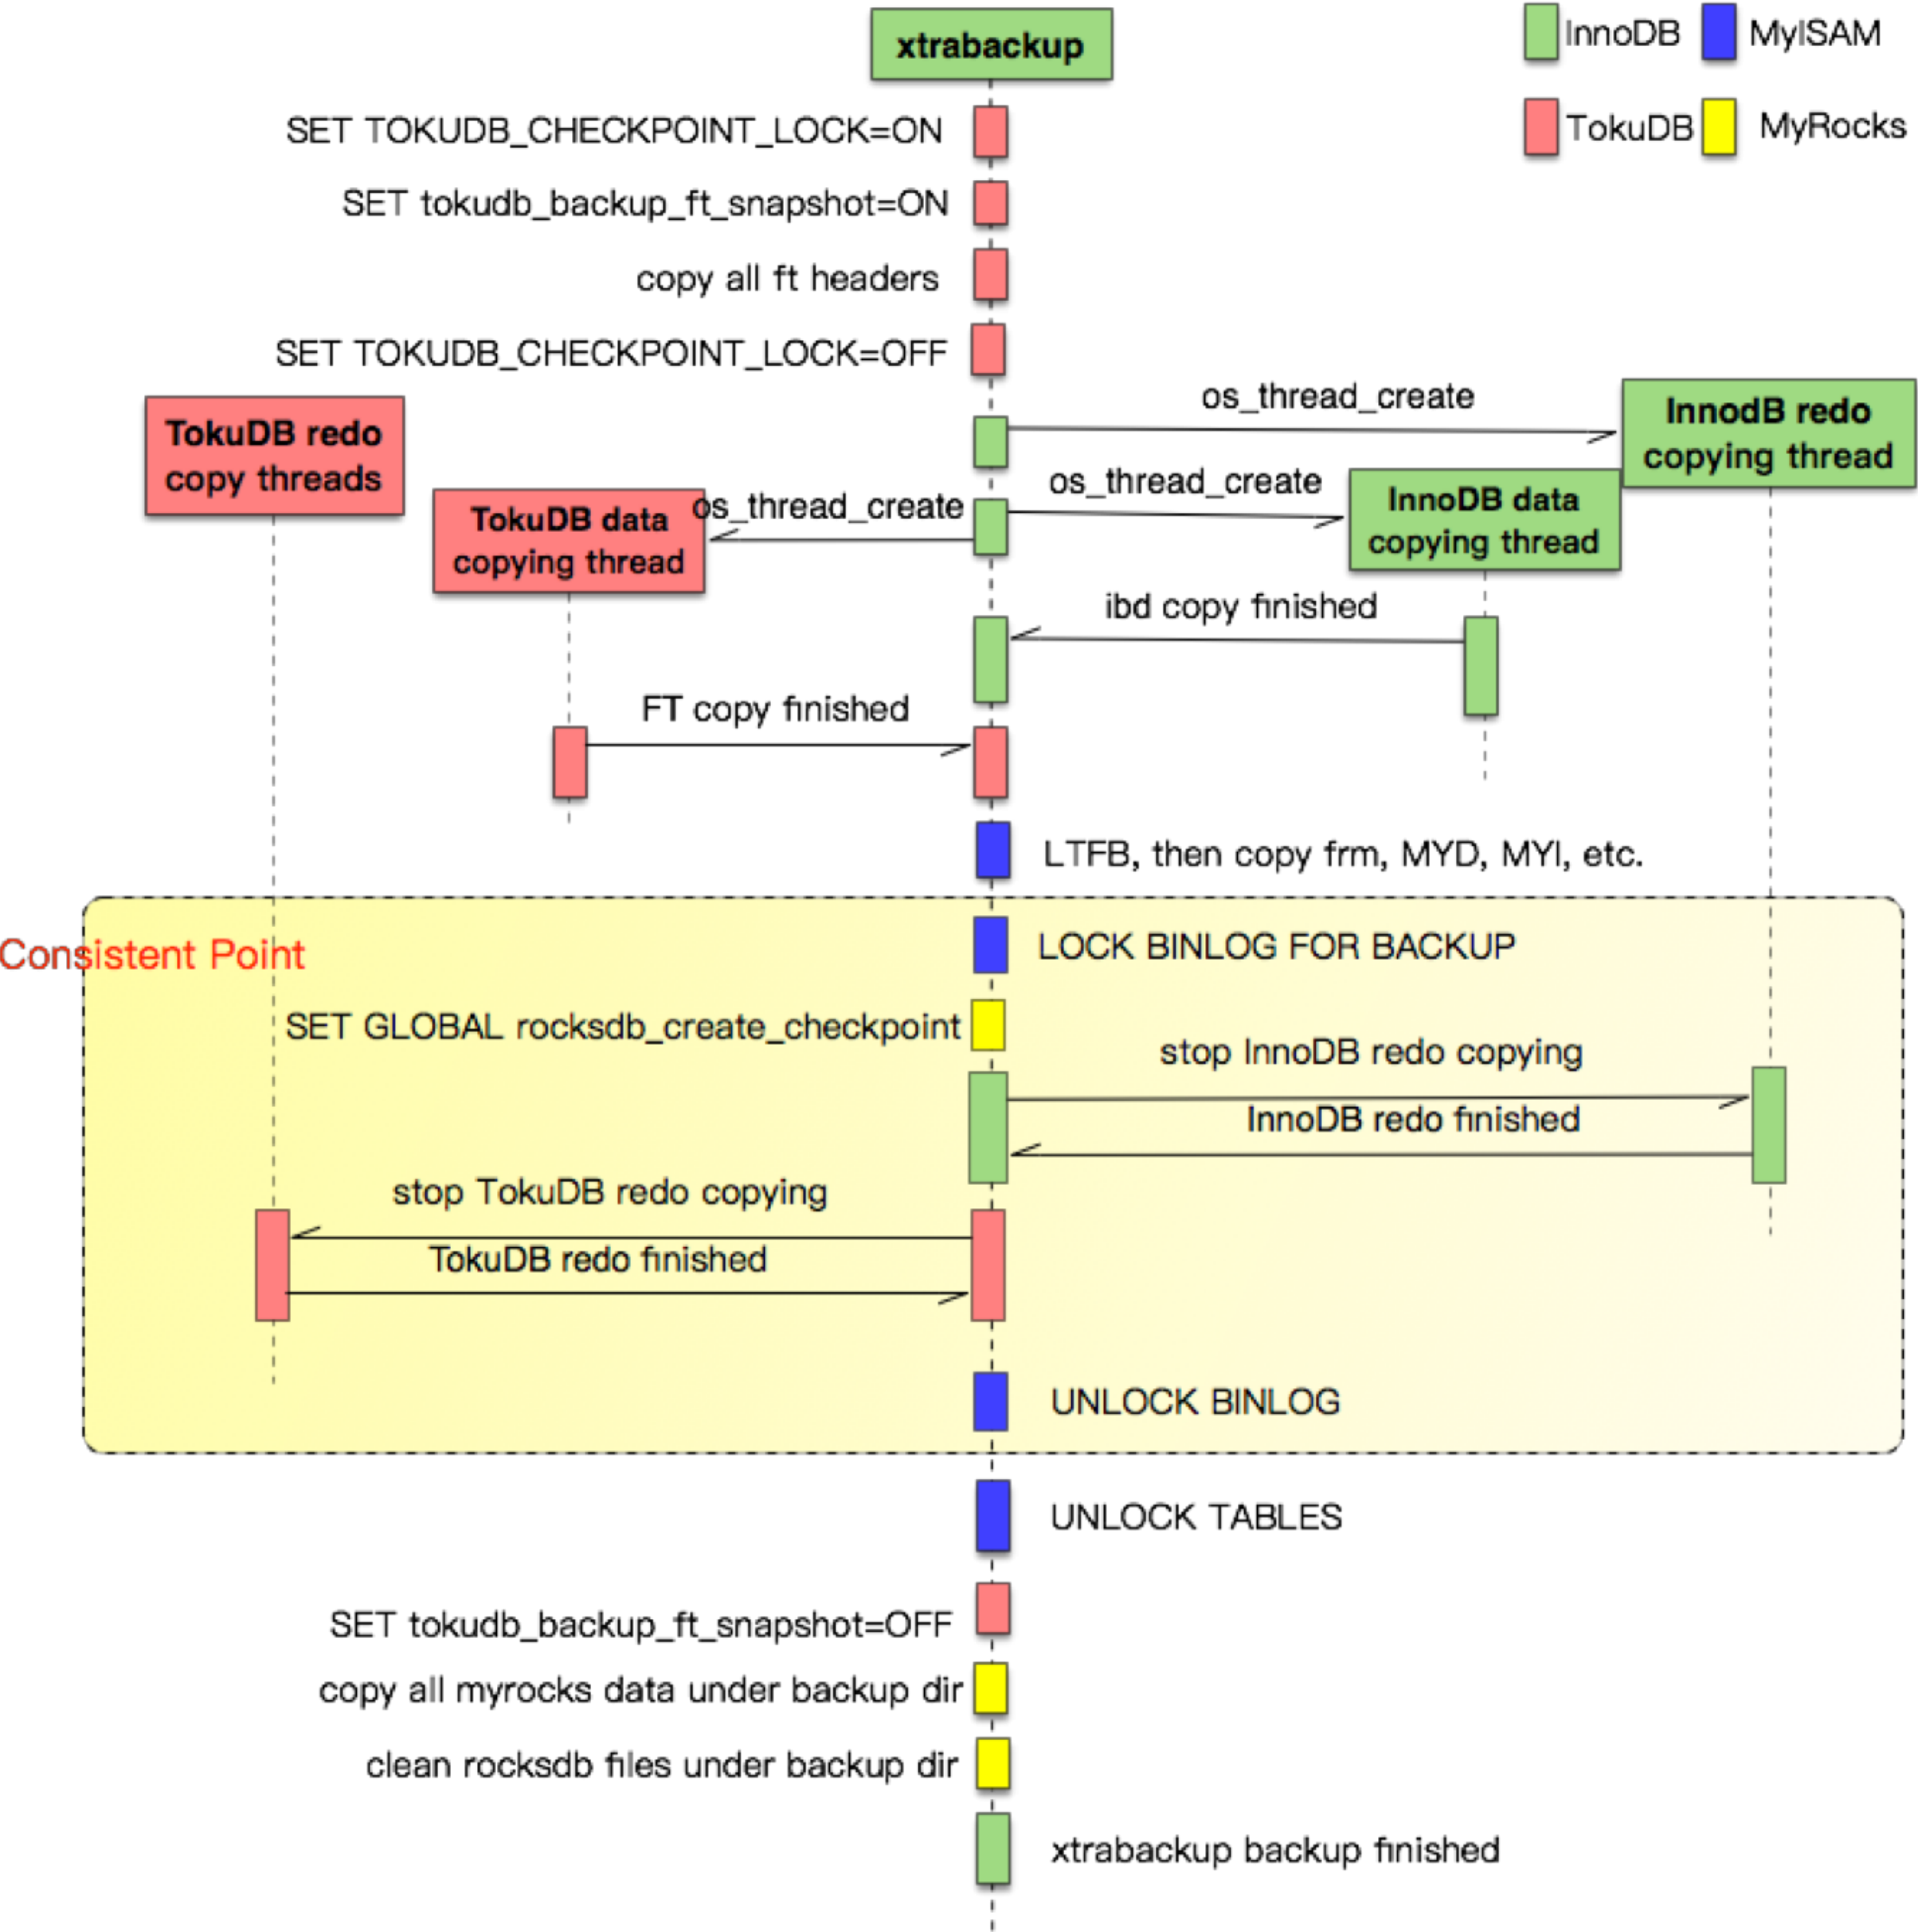 xtrabackup
InnoDB
MyISAM
TokuDB
MyRocks
SET TOKUDB_CHECKPOINT_LOCK=ON
SET tokudb_backup_ft_snapshot=ON
copy all ft headers
SET TOKUDB_CHECKPOINT_LOCK=OFF
os_thread_create
InnodB redo
copying thread
TokuDB redo
copy threads
os_thread_create
InnoDB data
copying thread
os_thread_create
TokuDB data
copying thread
ibd copy finished
FT copy finished
LTFB, then copy frm, MYD, MYI, etc.
Consistent Point
LOCK BINLOG FOR BACKUP
SET GLOBAL rocksdb_create_checkpoint
stop InnoDB redo copying
InnoDB redo finished
stop TokuDB redo copying
TokuDB redo finished
UNLOCK BINLOG
UNLOCK TABLES
SET tokudb_backup_ft_snapshot=OFF
copy all myrocks data under backup dir
clean rocksdb files under backup dir
xtrabackup backup finished